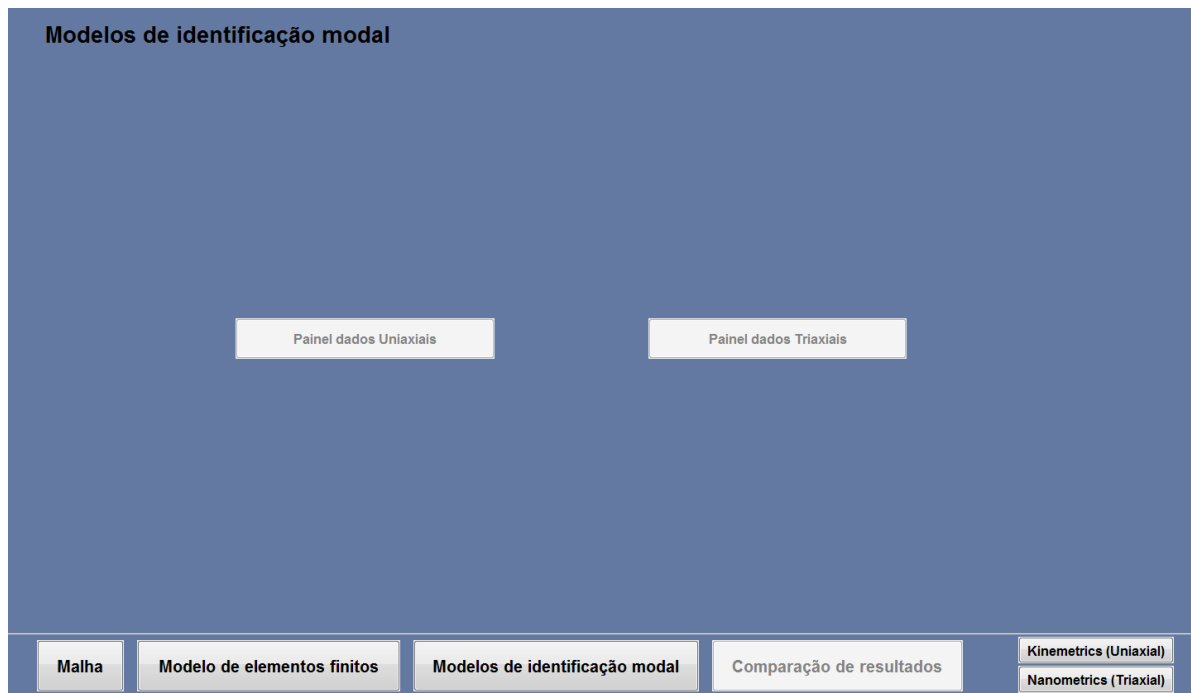 Modelos de identificação modal
Painel dados Uniaxiais
Painel dados Triaxiais
Malha
Modelo de elementos finitos
Modelos de identificação modal
Comparação de resultados
Kinemetrics (Uniaxial)
Nanometrics (Triaxial)